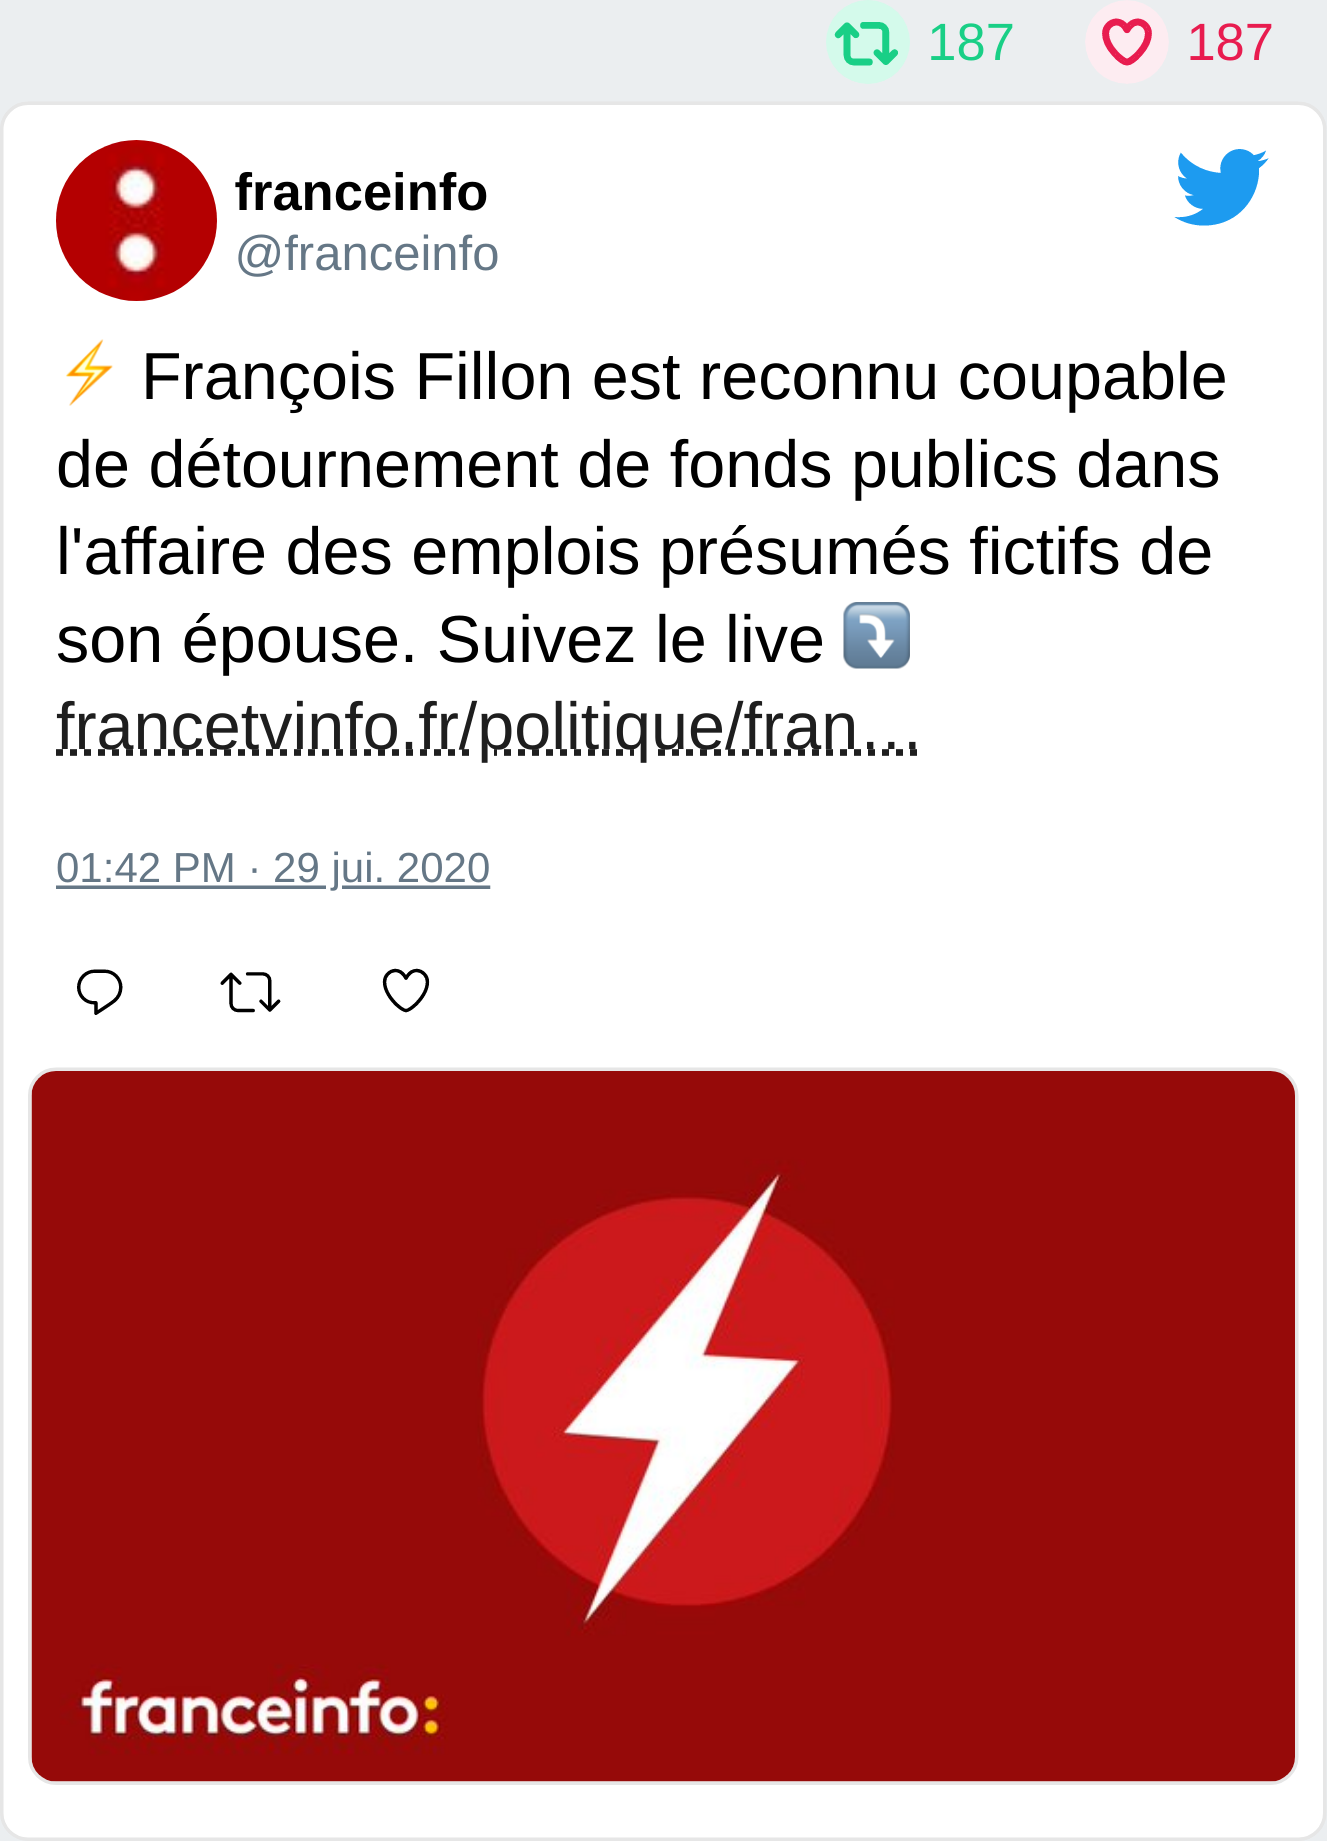 187 187
franceinfo
@franceinfo
⚡ François Fillon est reconnu coupable
de détournement de fonds publics dans
l'affaire des emplois présumés fictifs de
son épouse. Suivez le live ⤵️
francetvinfo.fr/politique/fran…
01:42 PM · 29 jui. 2020
franceinfo: